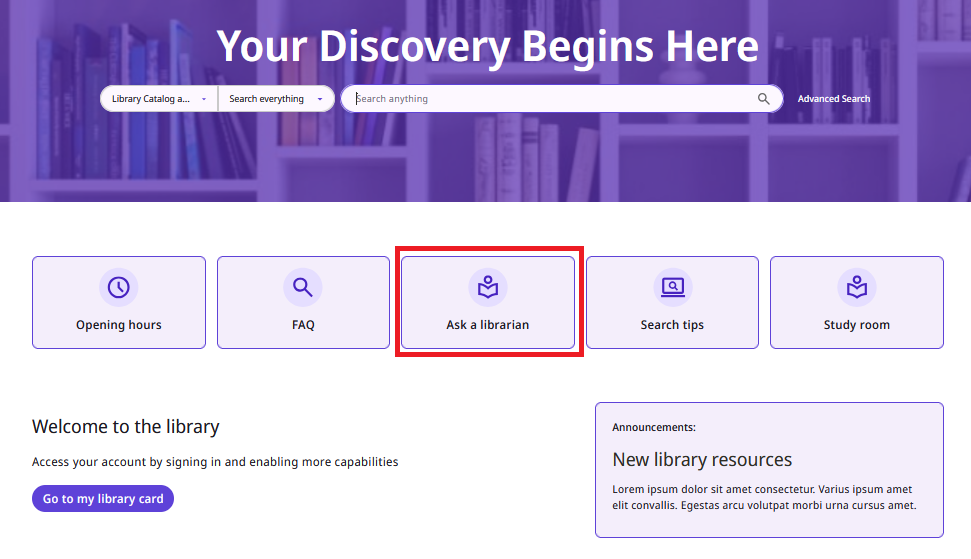 Your Discovery Begins Here
Library Catalog a...
Search everything
Search anything
Advanced Search
Opening hours
FAQ
Ask a librarian
Search tips
Study room
Welcome to the library
Access your account by signing in and enabling more capabilities
Go to my library card
Announcements:
New library resources
Lorem ipsum dolor sit amet consectetur. Varius ipsum amet
elit convallis. Egestas arcu volutpat morbi urna cursus amet.